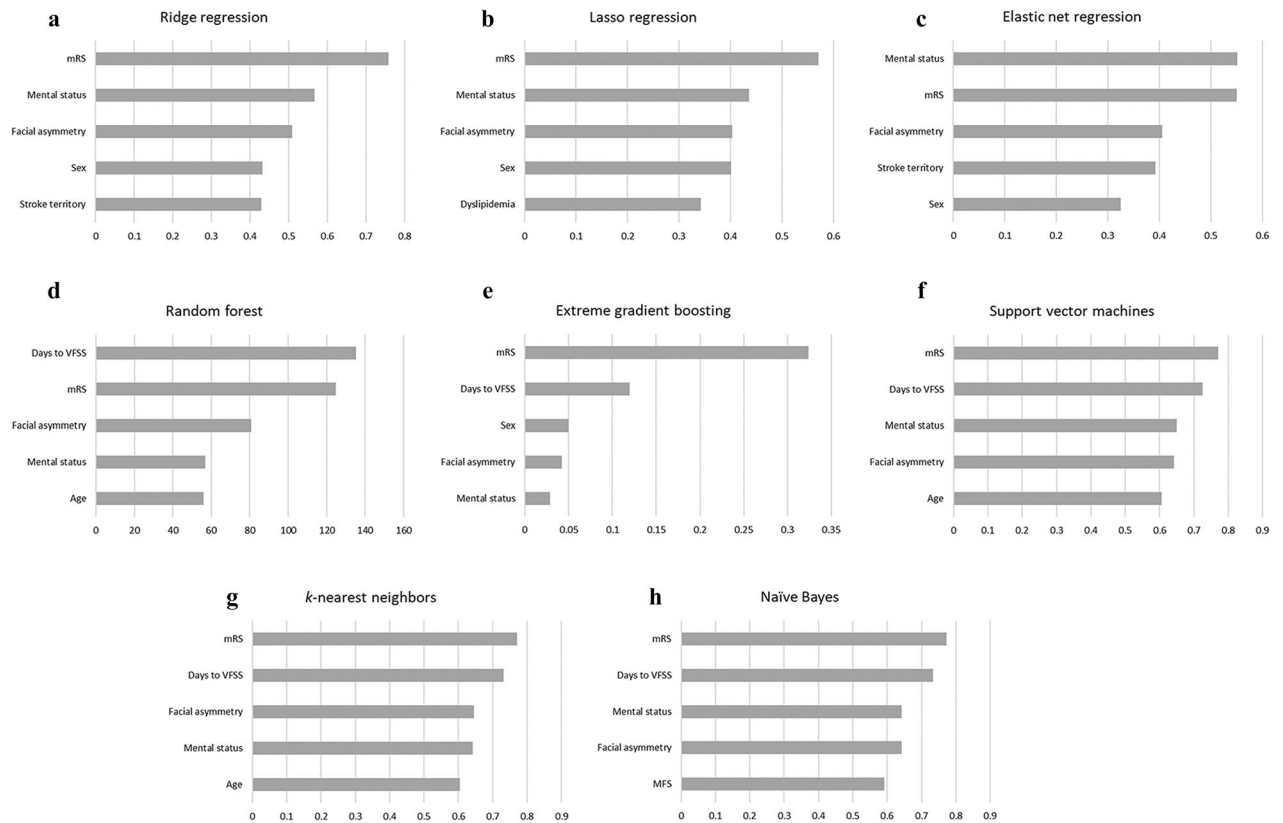 a
Ridge regression
mRS
Mental status
Facial asymmetry
Sex
Stroke territory
0 0.1 0.2 0.3 0.4 0.5 0.6 0.7 0.8
b
Lasso regression
mRS
Mental status
Facial asymmetry
Sex
Dyslipidemia
0 0.1 0.2 0.3 0.4 0.5 0.6
c
Elastic net regression
Mental status
mRS
Facial asymmetry
Stroke territory
Sex
0 0.1 0.2 0.3 0.4 0.5 0.6
d
Random forest
Days to VFSS
mRS
Facial asymmetry
Mental status
Age
0 20 40 60 80 100 120 140 160
e
Extreme gradient boosting
mRS
Days to VFSS
Sex
Facial asymmetry
Mental status
0 0.05 0.1 0.15 0.2 0.25 0.3 0.35
f
Support vector machines
mRS
Days to VFSS
Mental status
Facial asymmetry
Age
0 0.1 0.2 0.3 0.4 0.5 0.6 0.7 0.8 0.9
g
k-nearest neighbors
mRS
Days to VFSS
Facial asymmetry
Mental status
Age
0 0.1 0.2 0.3 0.4 0.5 0.6 0.7 0.8 0.9
h
Naïve Bayes
mRS
Days to VFSS
Mental status
Facial asymmetry
MFS
0 0.1 0.2 0.3 0.4 0.5 0.6 0.7 0.8 0.9